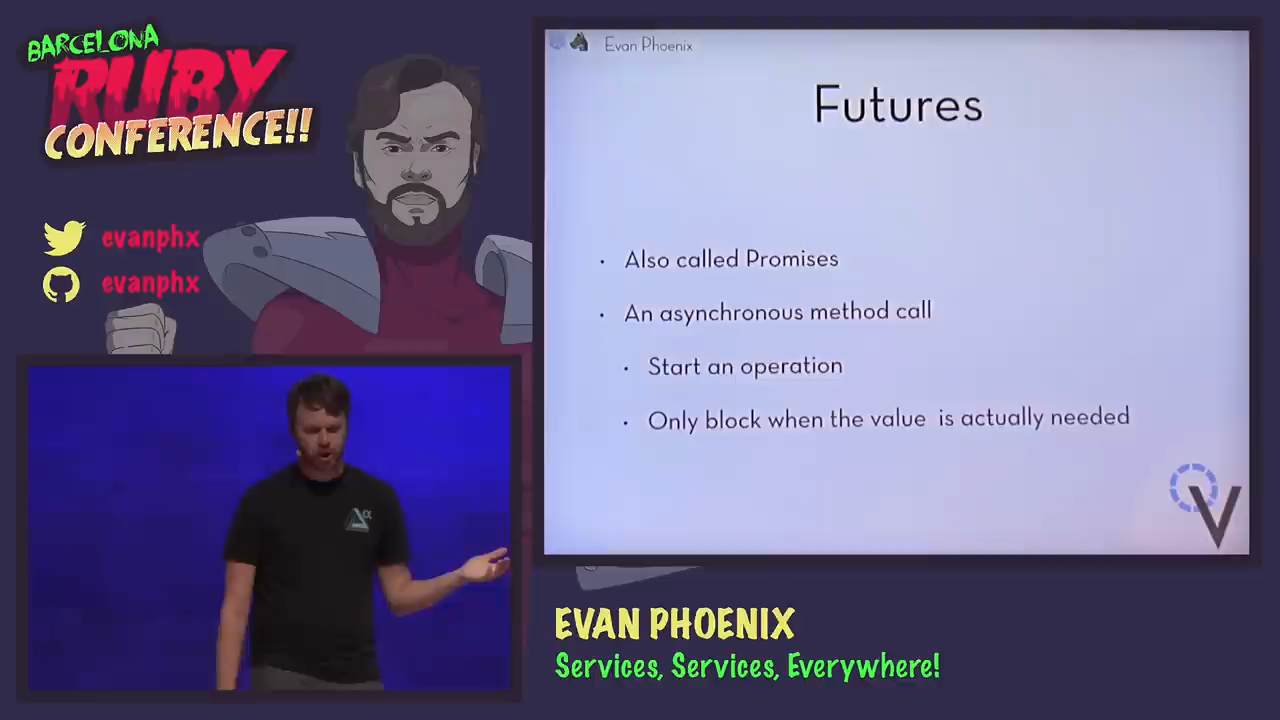 BARCELONA
RUBY
CONFERENCE!!
evanphx
evanphx
Evan Phoenix
Futures
• Also called Promises
• An asynchronous method call
• Start an operation
• Only block when the value is actually needed
V
EVAN PHOENIX
Services, Services, Everywhere!